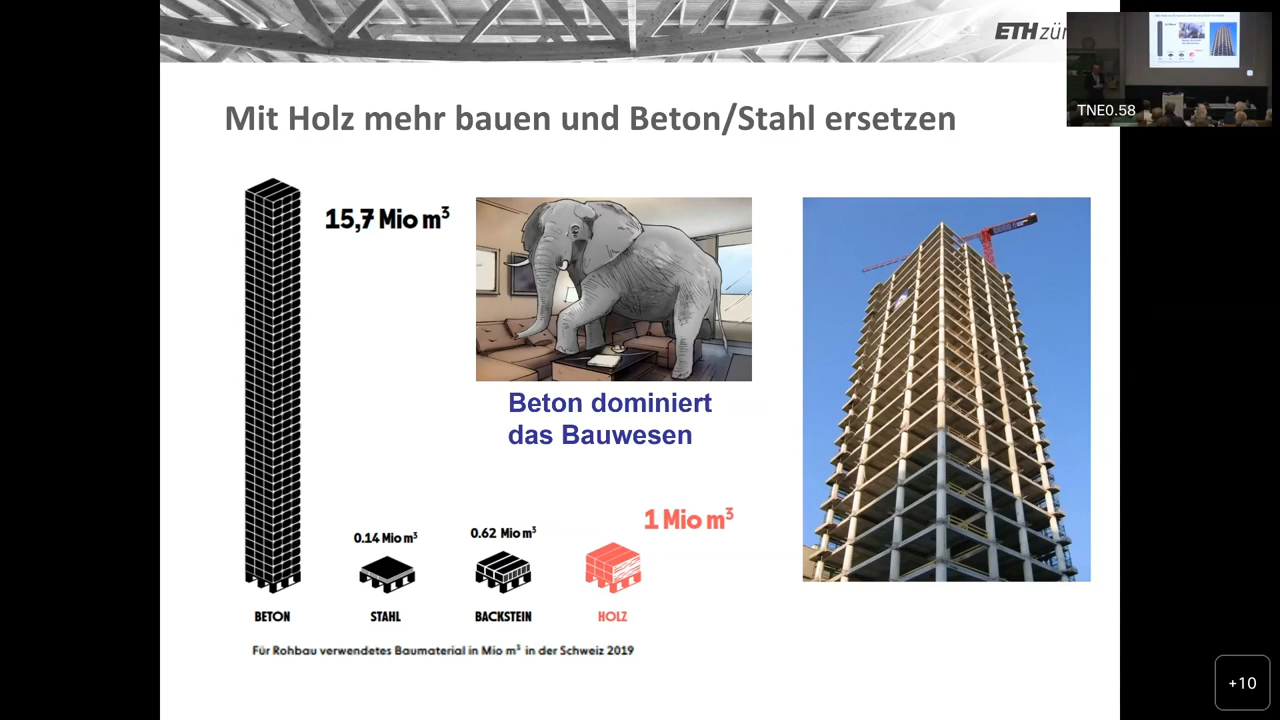 ETH zür
Mit Holz mehr bauen und Beton/Stahl ersetzen
TNE0.58
15,7 Mio m³
Beton dominiert
das Bauwesen
1 Mio m³
0.14 Mio m³
0.62 Mio m³
BETON
STAHL
BACKSTEIN
HOLZ
Für Rohbau verwendetes Baumaterial in Mio m³ in der Schweiz 2019
+10